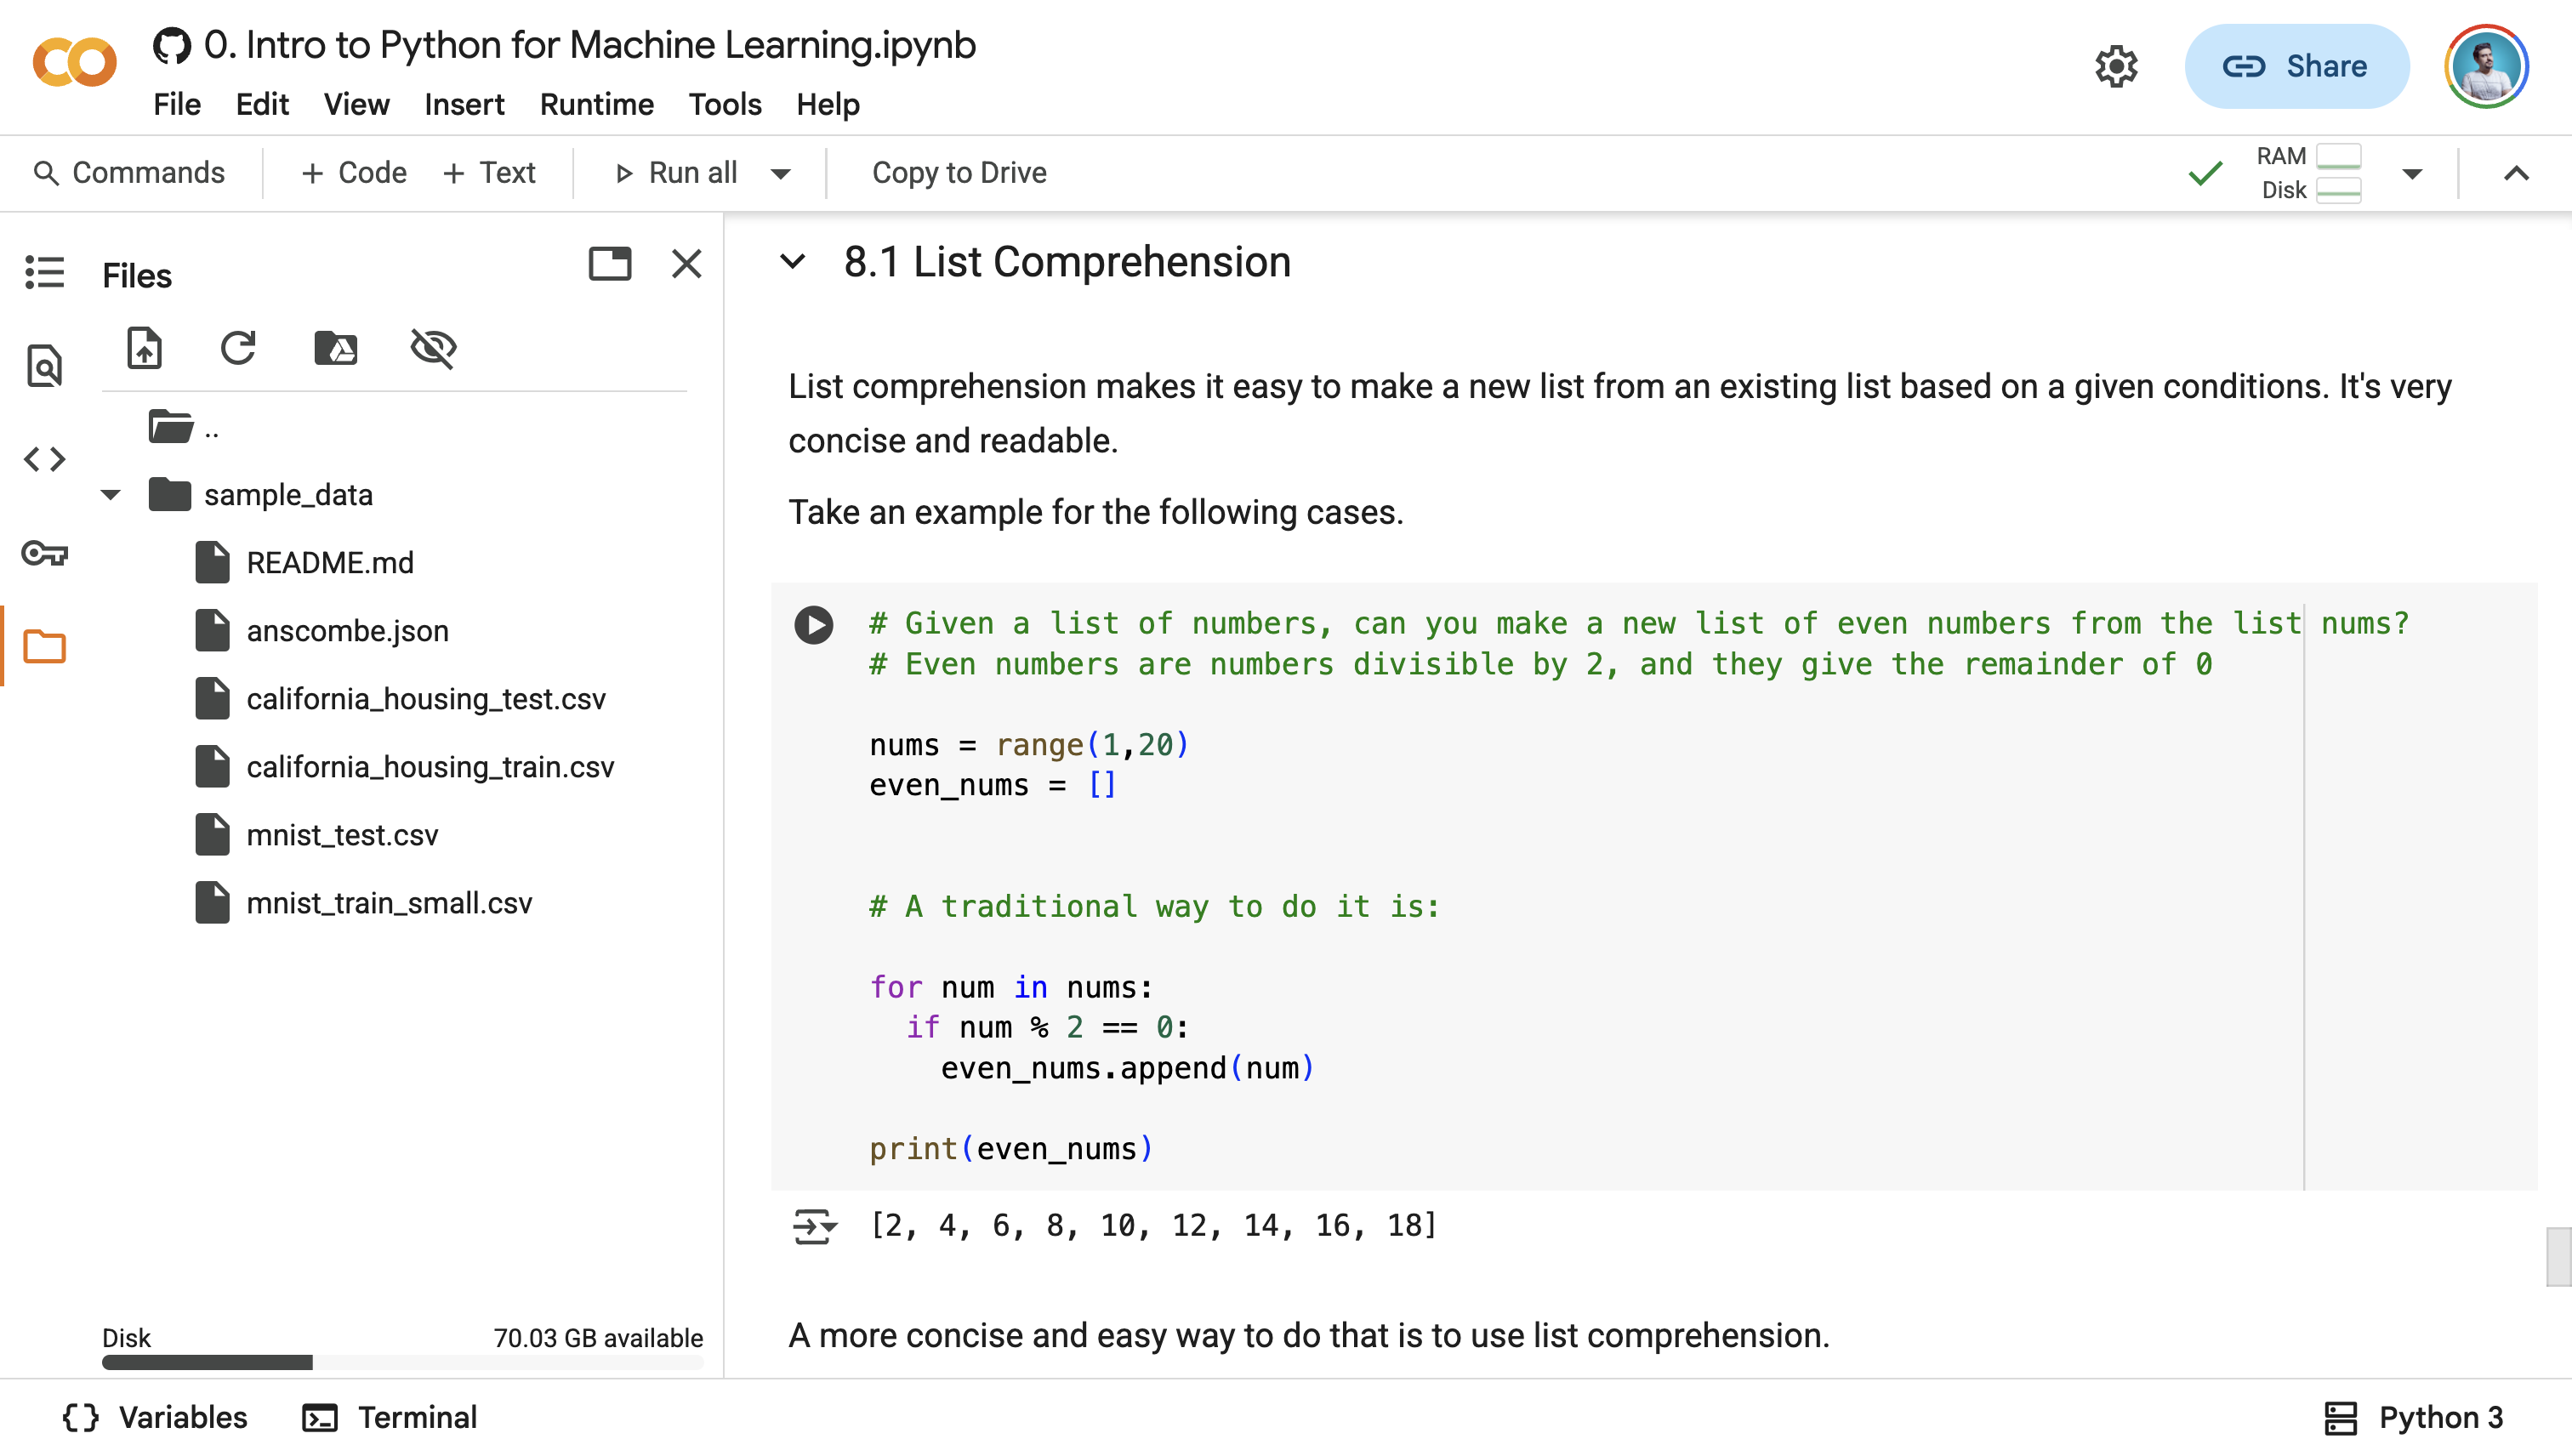 0. Intro to Python for Machine Learning.ipynb
File Edit View Insert Runtime Tools Help
Share
Commands + Code + Text Run all Copy to Drive
RAM
Disk
Files
..
sample_data
README.md
anscombe.json
california_housing_test.csv
california_housing_train.csv
mnist_test.csv
mnist_train_small.csv
Disk 70.03 GB available
8.1 List Comprehension
List comprehension makes it easy to make a new list from an existing list based on a given conditions. It's very
concise and readable.
Take an example for the following cases.
# Given a list of numbers, can you make a new list of even numbers from the list nums?
# Even numbers are numbers divisible by 2, and they give the remainder of 0
nums = range(1,20)
even_nums = []
# A traditional way to do it is:
for num in nums:
  if num % 2 == 0:
    even_nums.append(num)
print(even_nums)
[2, 4, 6, 8, 10, 12, 14, 16, 18]
A more concise and easy way to do that is to use list comprehension.
Variables Terminal Python 3